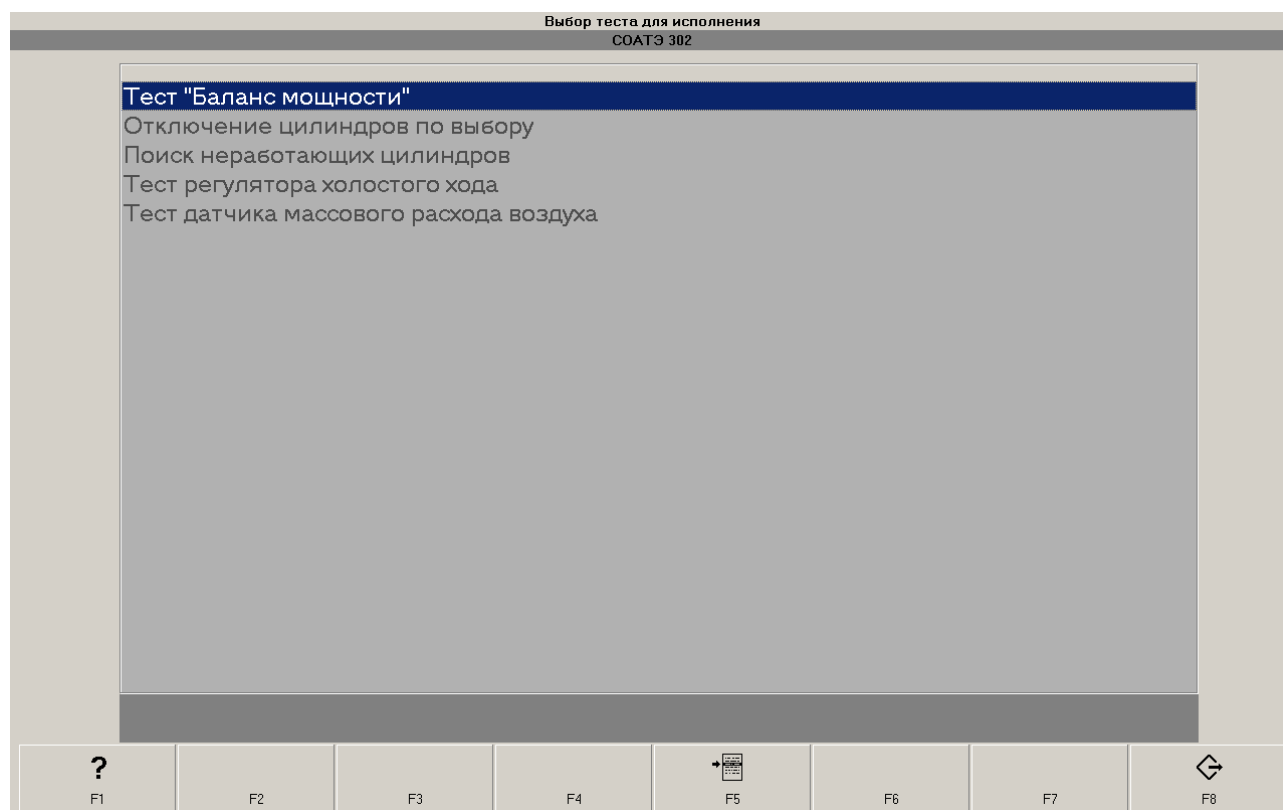 Выбор теста для исполнения
СОАТЭ 302
Тест "Баланс мощности"
Отключение цилиндров по выбору
Поиск неработающих цилиндров
Тест регулятора холостого хода
Тест датчика массового расхода воздуха
?
F1 F2 F3 F4 F5 F6 F7 F8